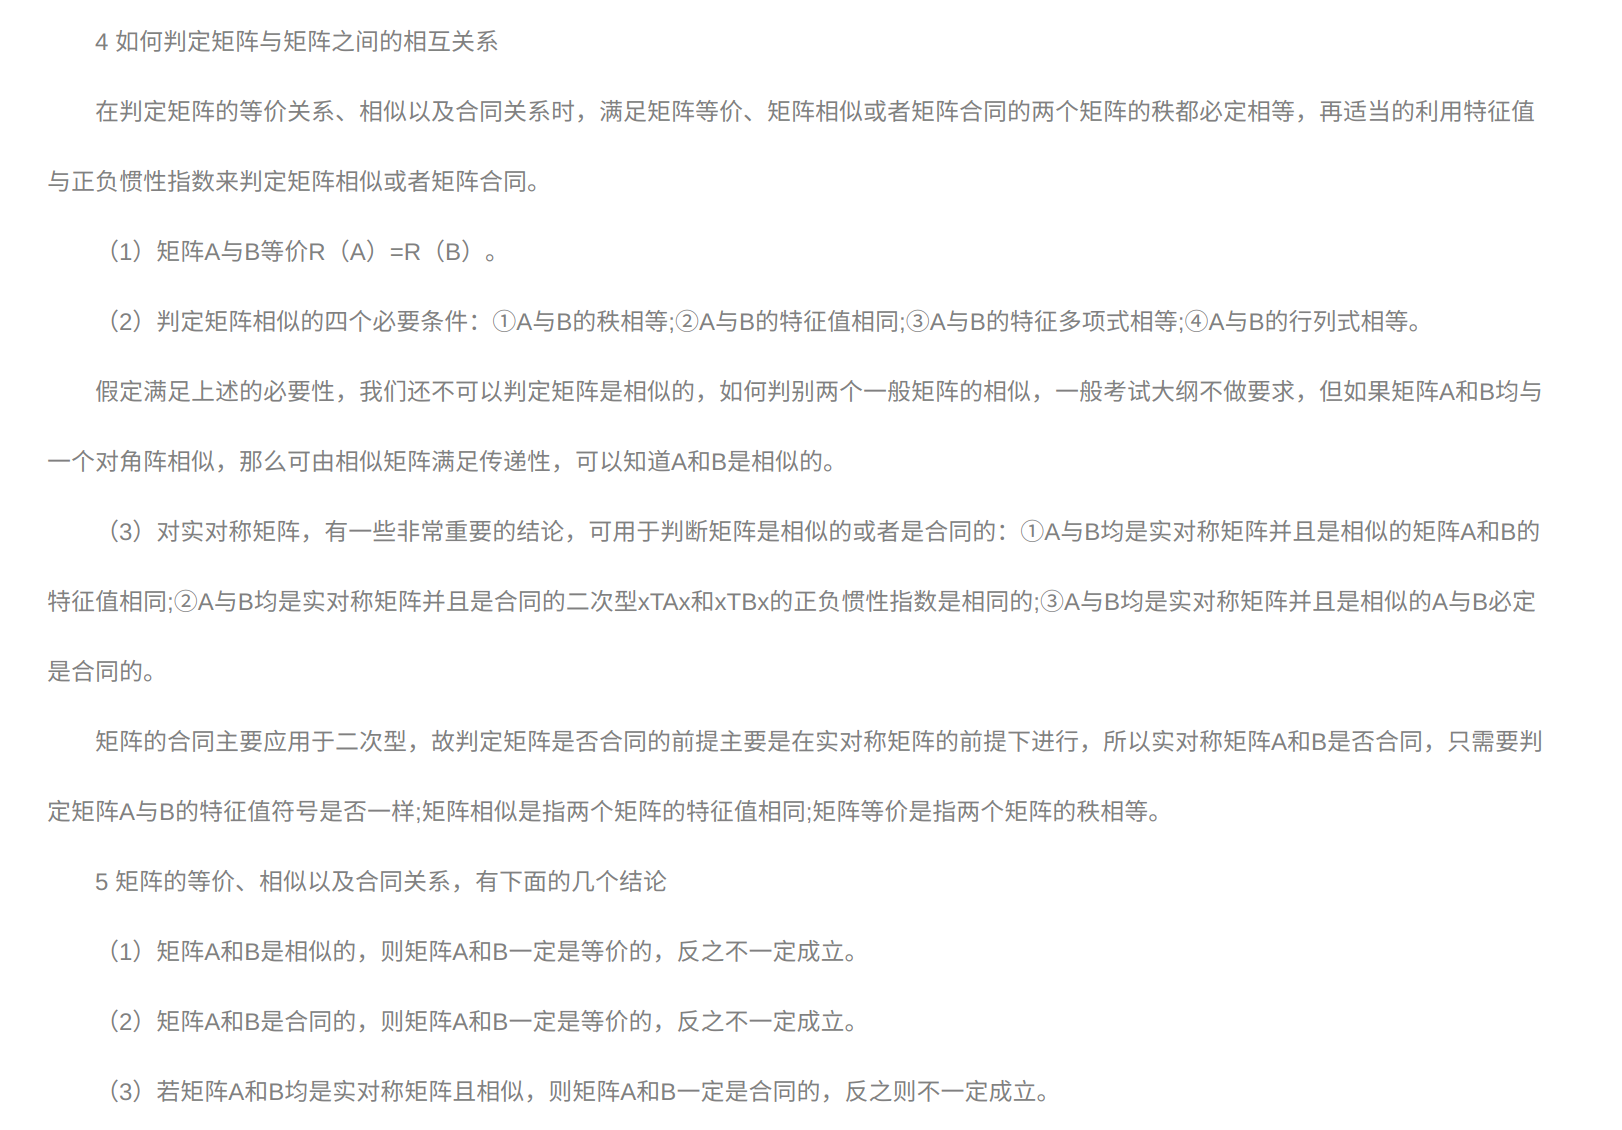 4 如何判定矩阵与矩阵之间的相互关系
在判定矩阵的等价关系、相似以及合同关系时，满足矩阵等价、矩阵相似或者矩阵合同的两个矩阵的秩都必定相等，再适当的利用特征值
与正负惯性指数来判定矩阵相似或者矩阵合同。
（1）矩阵A与B等价R（A）=R（B）。
（2）判定矩阵相似的四个必要条件：①A与B的秩相等;②A与B的特征值相同;③A与B的特征多项式相等;④A与B的行列式相等。
假定满足上述的必要性，我们还不可以判定矩阵是相似的，如何判别两个一般矩阵的相似，一般考试大纲不做要求，但如果矩阵A和B均与
一个对角阵相似，那么可由相似矩阵满足传递性，可以知道A和B是相似的。
（3）对实对称矩阵，有一些非常重要的结论，可用于判断矩阵是相似的或者是合同的：①A与B均是实对称矩阵并且是相似的矩阵A和B的
特征值相同;②A与B均是实对称矩阵并且是合同的二次型xTAx和xTBx的正负惯性指数是相同的;③A与B均是实对称矩阵并且是相似的A与B必定
是合同的。
矩阵的合同主要应用于二次型，故判定矩阵是否合同的前提主要是在实对称矩阵的前提下进行，所以实对称矩阵A和B是否合同，只需要判
定矩阵A与B的特征值符号是否一样;矩阵相似是指两个矩阵的特征值相同;矩阵等价是指两个矩阵的秩相等。
5 矩阵的等价、相似以及合同关系，有下面的几个结论
（1）矩阵A和B是相似的，则矩阵A和B一定是等价的，反之不一定成立。
（2）矩阵A和B是合同的，则矩阵A和B一定是等价的，反之不一定成立。
（3）若矩阵A和B均是实对称矩阵且相似，则矩阵A和B一定是合同的，反之则不一定成立。